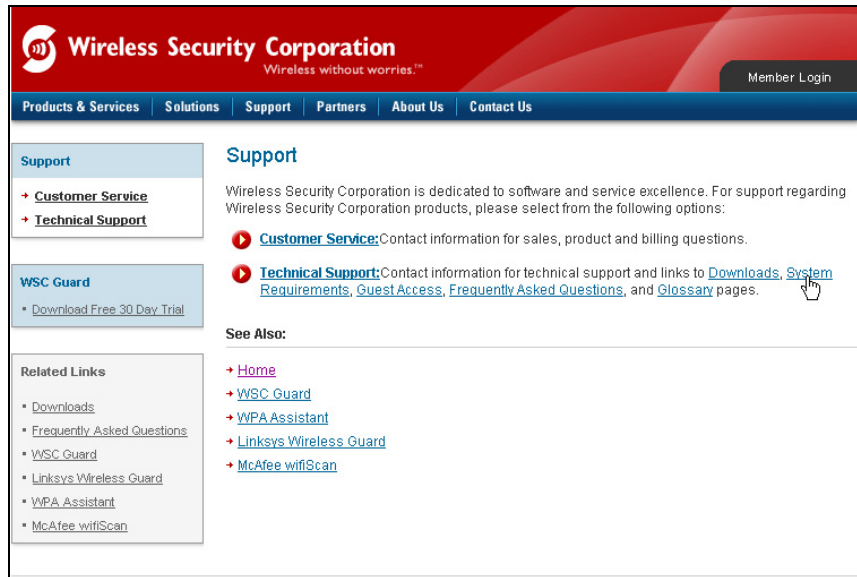 Wireless Security Corporation
Wireless without worries.™
Member Login
Products & Services
Solutions
Support
Partners
About Us
Contact Us
Support
Customer Service
Technical Support
WSC Guard
Download Free 30 Day Trial
Related Links
Downloads
Frequently Asked Questions
WSC Guard
Linksys Wireless Guard
WPA Assistant
McAfee wifiScan
Support
Wireless Security Corporation is dedicated to software and service excellence. For support regarding
Wireless Security Corporation products, please select from the following options:
Customer Service:Contact information for sales, product and billing questions.
Technical Support:Contact information for technical support and links to Downloads, System
Requirements, Guest Access, Frequently Asked Questions, and Glossary pages.
See Also:
Home
WSC Guard
WPA Assistant
Linksys Wireless Guard
McAfee wifiScan